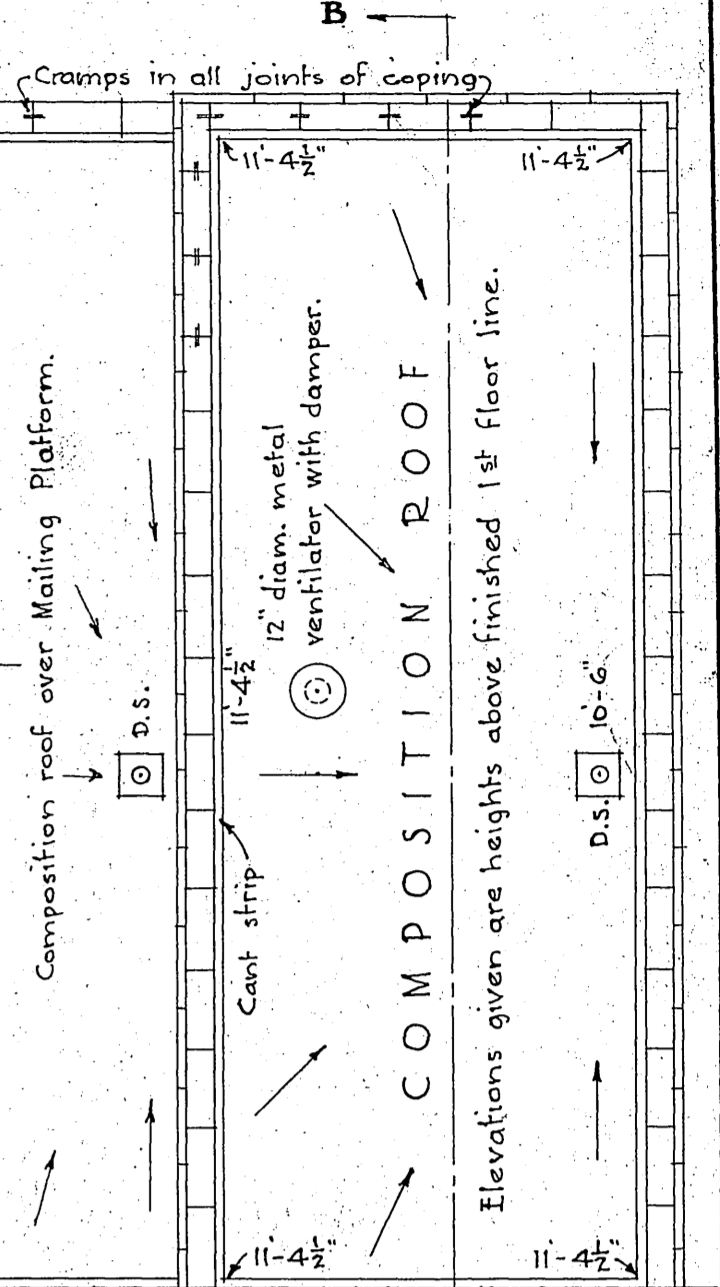 B
Cramps in all joints of coping
11'-4½"
11'-4½"
Composition roof over Mailing Platform.
D.S.
12" diam. metal
ventilator with damper.
11'-4½"
Cant strip
COMPOSITION ROOF
Elevations given are heights above finished 1st floor line.
D.S.
10'-6"
11'-4½"
11'-4½"